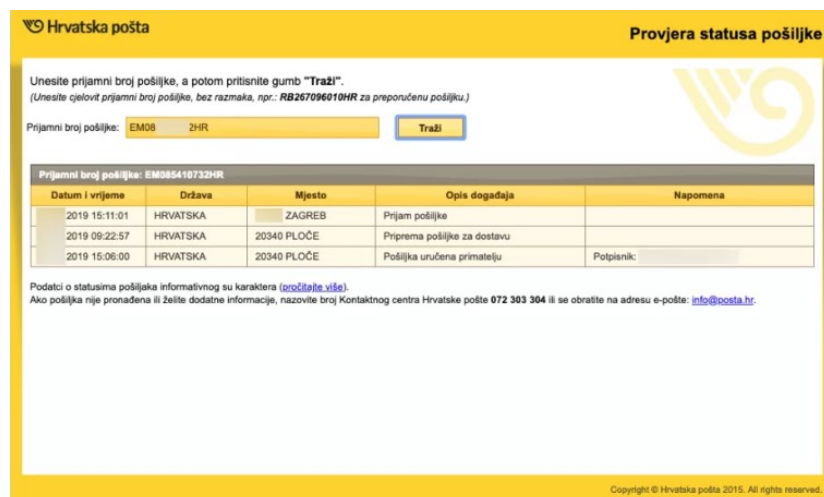 Hrvatska pošta
Provjera statusa pošiljke
Unesite prijamni broj pošiljke, a potom pritisnite gumb "Traži".
(Unesite cjelovit prijamni broj pošiljke, bez razmaka, npr.: RB267096010HR za preporučenu pošiljku.)
Prijamni broj pošiljke: EM08 2HR Traži
Prijamni broj pošiljke: EM085410732HR
Datum i vrijeme Država Mjesto Opis događaja Napomena
2019 15:11:01 HRVATSKA ZAGREB Prijam pošiljke
2019 09:22:57 HRVATSKA 20340 PLOČE Priprema pošiljke za dostavu
2019 15:06:00 HRVATSKA 20340 PLOČE Pošiljka uručena primatelju Potpisnik:
Podatci o statusima pošiljaka informativnog su karaktera (pročitajte više).
Ako pošiljka nije pronađena ili želite dodatne informacije, nazovite broj Kontaktnog centra Hrvatske pošte 072 303 304 ili se obratite na adresu e-pošte: info@posta.hr.
Copyright © Hrvatska pošta 2015. All rights reserved.